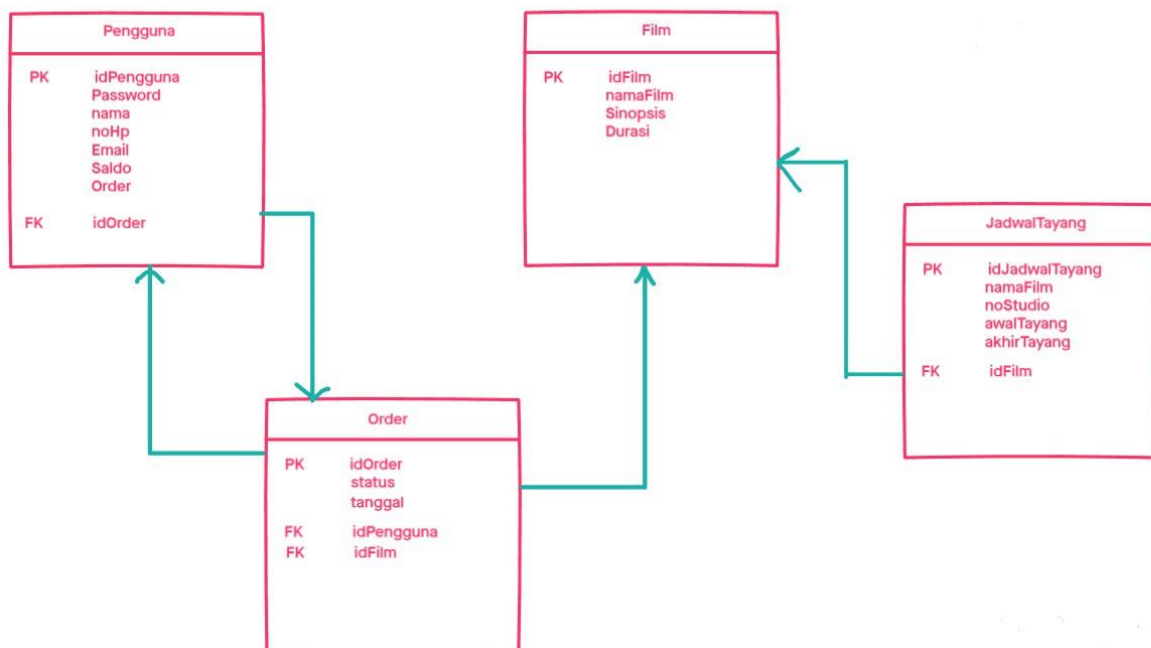 Pengguna
PK idPengguna
Password
nama
noHp
Email
Saldo
Order
FK idOrder
Film
PK idFilm
namaFilm
Sinopsis
Durasi
JadwalTayang
PK idJadwalTayang
namaFilm
noStudio
awalTayang
akhirTayang
FK idFilm
Order
PK idOrder
status
tanggal
FK idPengguna
FK idFilm